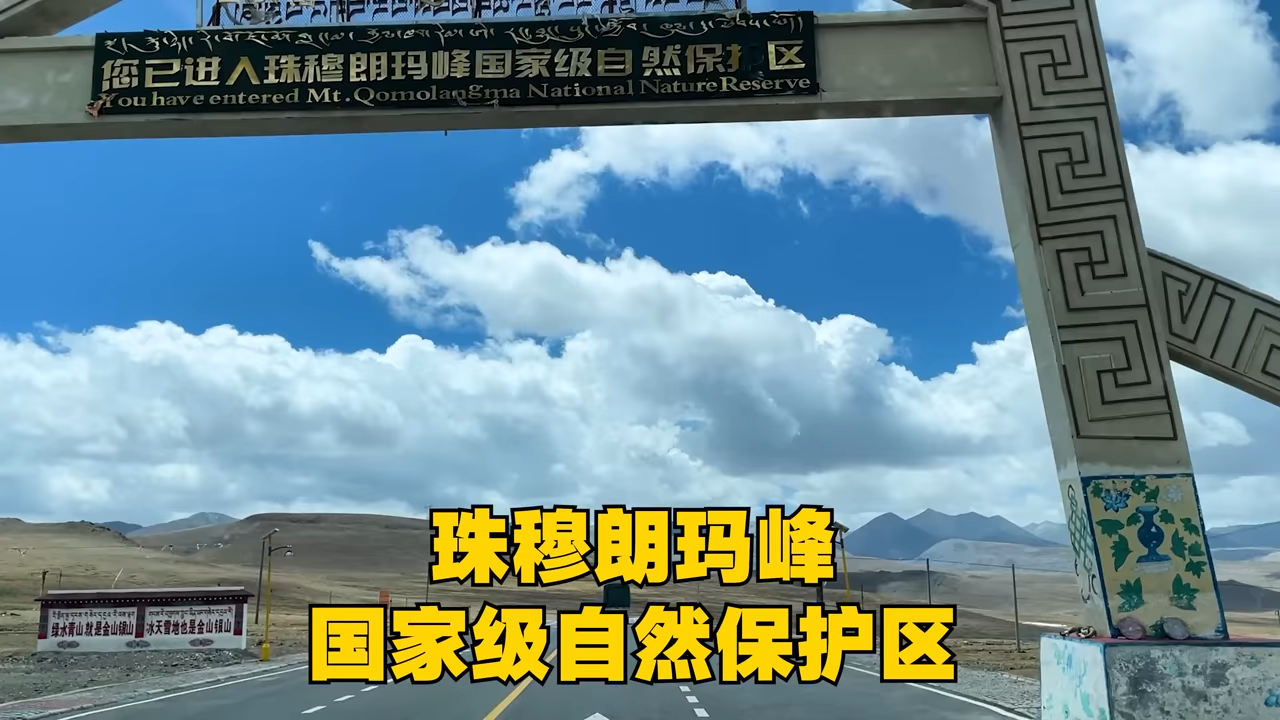 您已进入珠穆朗玛峰国家级自然保护区
You have entered Mt. Qomolangma National Nature Reserve
绿水青山就是金山银山 冰天雪地也是金山银山
珠穆朗玛峰
国家级自然保护区